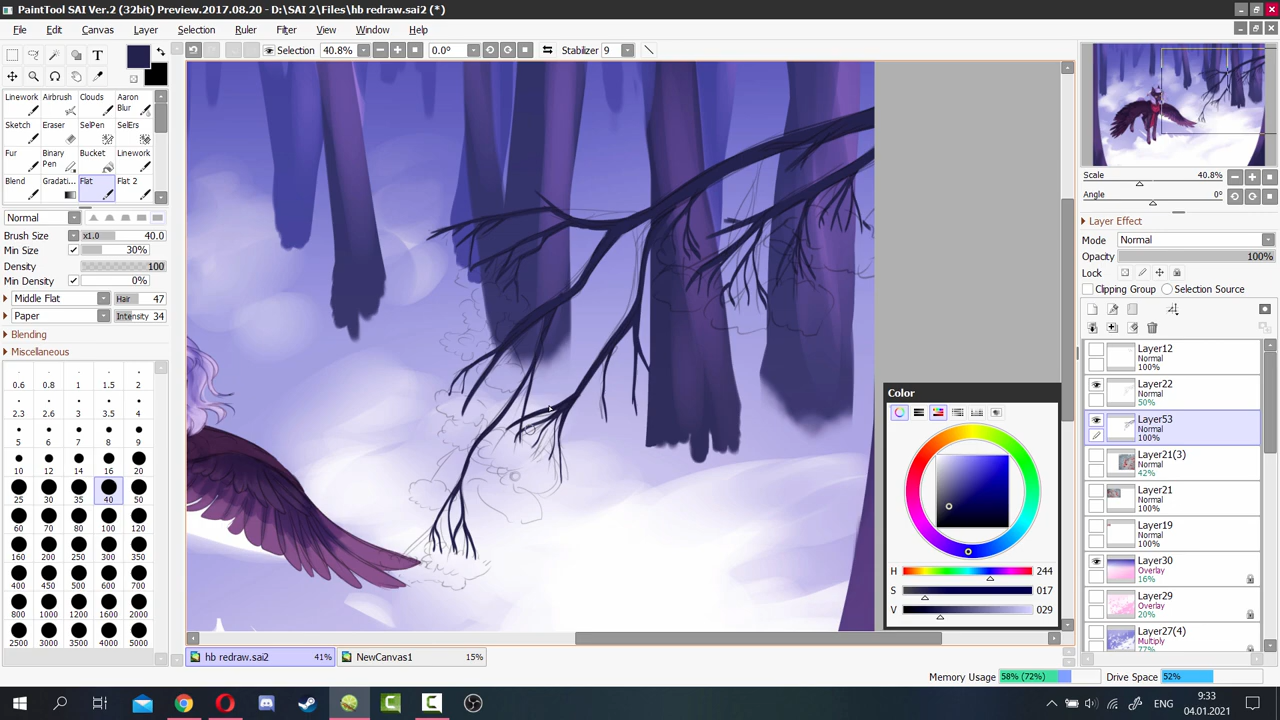 PaintTool SAI Ver.2 (32bit) Preview.2017.08.20 - D:\SAI 2\Files\hb redraw.sai2 (*)
File Edit Canvas Layer Selection Ruler Filter View Window Help
Selection 40.8% 0.0° Stabilizer 9
T
Linework Airbrush Clouds Aaron Blur
Sketch Eraser SelPen SelErs
Fur Binary Pen Bucket Linework
Blend Gradati... Flat Flat 2
Normal
Brush Size x1.0 40.0
Min Size 30%
Density 100
Min Density 0%
Middle Flat Hair 47
Paper Intensity 34
Blending
Miscellaneous
0.6 0.8 1 1.5 2
2.3 2.6 3 3.5 4
5 6 7 8 9
10 12 14 16 20
25 30 35 40 50
60 70 80 100 120
160 200 250 300 350
400 450 500 600 700
800 1000 1200 1400 1600
2500 3000 3500 4000 5000
Scale 40.8%
Angle 0°
Layer Effect
Mode Normal
Opacity 100%
Lock
Clipping Group Selection Source
Layer12
Normal
100%
Layer22
50%
Layer53
Normal
100%
Layer21(3)
Normal
42%
Layer21
Normal
100%
Layer19
Normal
100%
Layer30
Overlay
16%
Layer29
Overlay
20%
Layer27(4)
Multiply
77%
Color
H 244
S 017
V 029
hb redraw.sai2 41% NewCanvas1 15%
Memory Usage 58% (72%) Drive Space 52%
ENG
9:33
04.01.2021